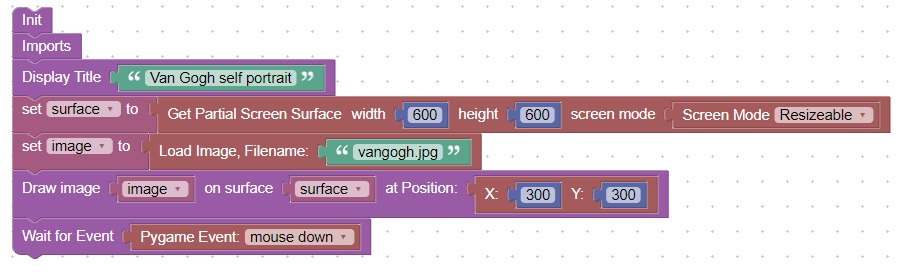 Init
Imports
Display Title “ Van Gogh self portrait ”
set surface to Get Partial Screen Surface width 600 height 600 screen mode Screen Mode Resizeable
set image to Load Image, Filename: “ vangogh.jpg ”
Draw image image on surface surface at Position: X: 300 Y: 300
Wait for Event Pygame Event: mouse down